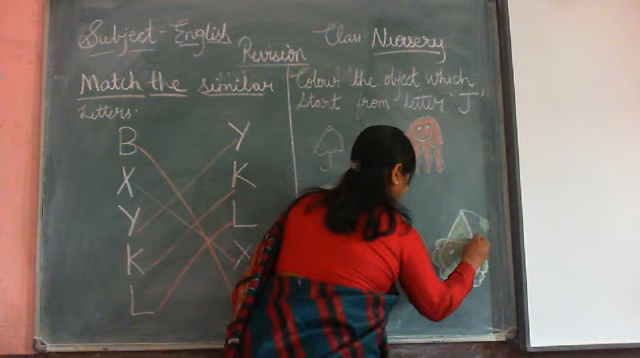 Subject - English
Class Nursery
Revision
Match the similar
Letters.
B Y
X K
Y L
K X
L
Colour the object which
Start from letter 'J'